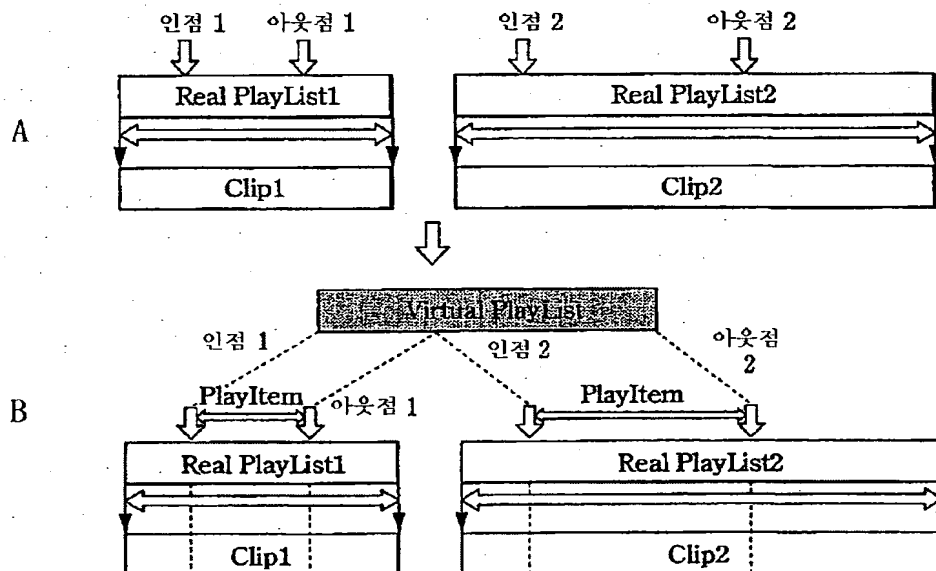 인점 1 아웃점 1 인점 2 아웃점 2
Real PlayList1 Real PlayList2
A
Clip1 Clip2
Virtual PlayList
인점 1 인점 2 아웃점
2
PlayItem PlayItem
B 아웃점 1
Real PlayList1 Real PlayList2
Clip1 Clip2